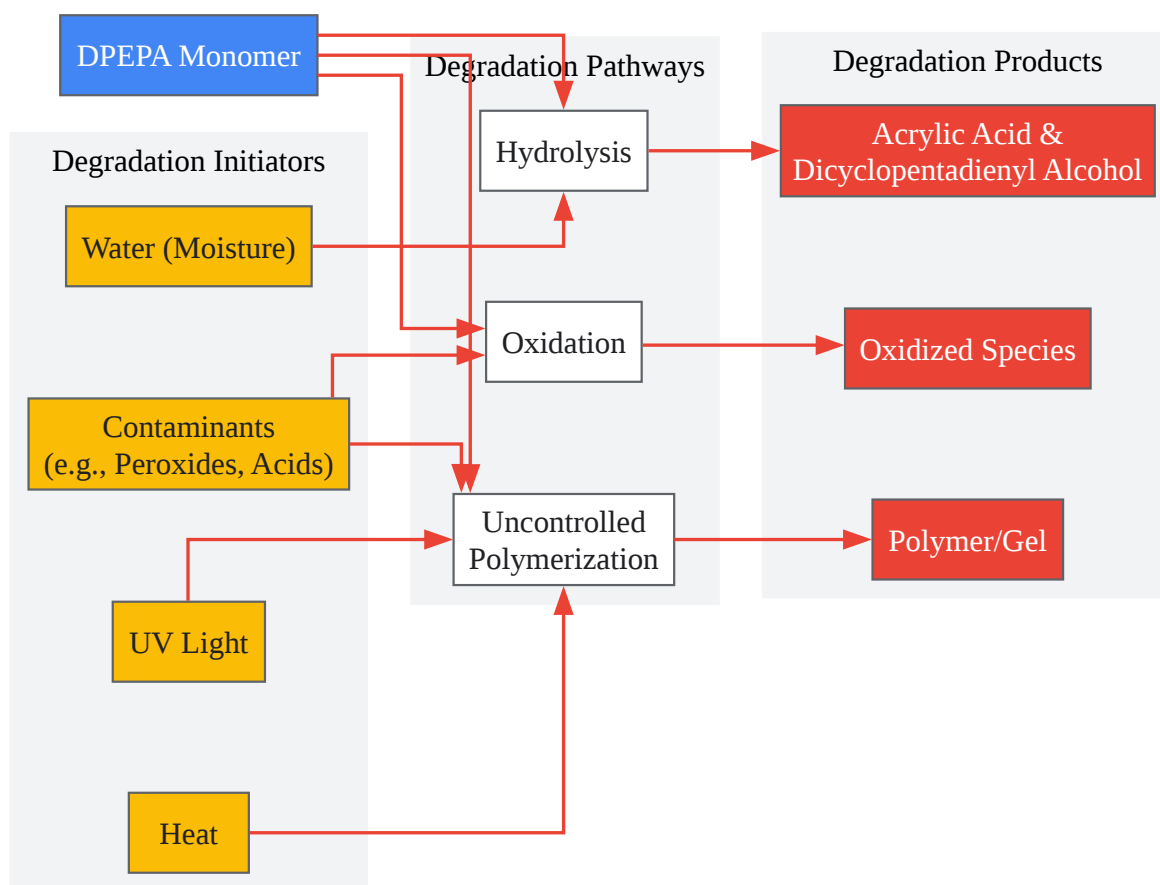 DPEPA Monomer
Degradation Initiators
Water (Moisture)
Contaminants
(e.g., Peroxides, Acids)
UV Light
Heat
Degradation Pathways
Hydrolysis
Oxidation
Uncontrolled
Polymerization
Degradation Products
Acrylic Acid &
Dicyclopentadienyl Alcohol
Oxidized Species
Polymer/Gel